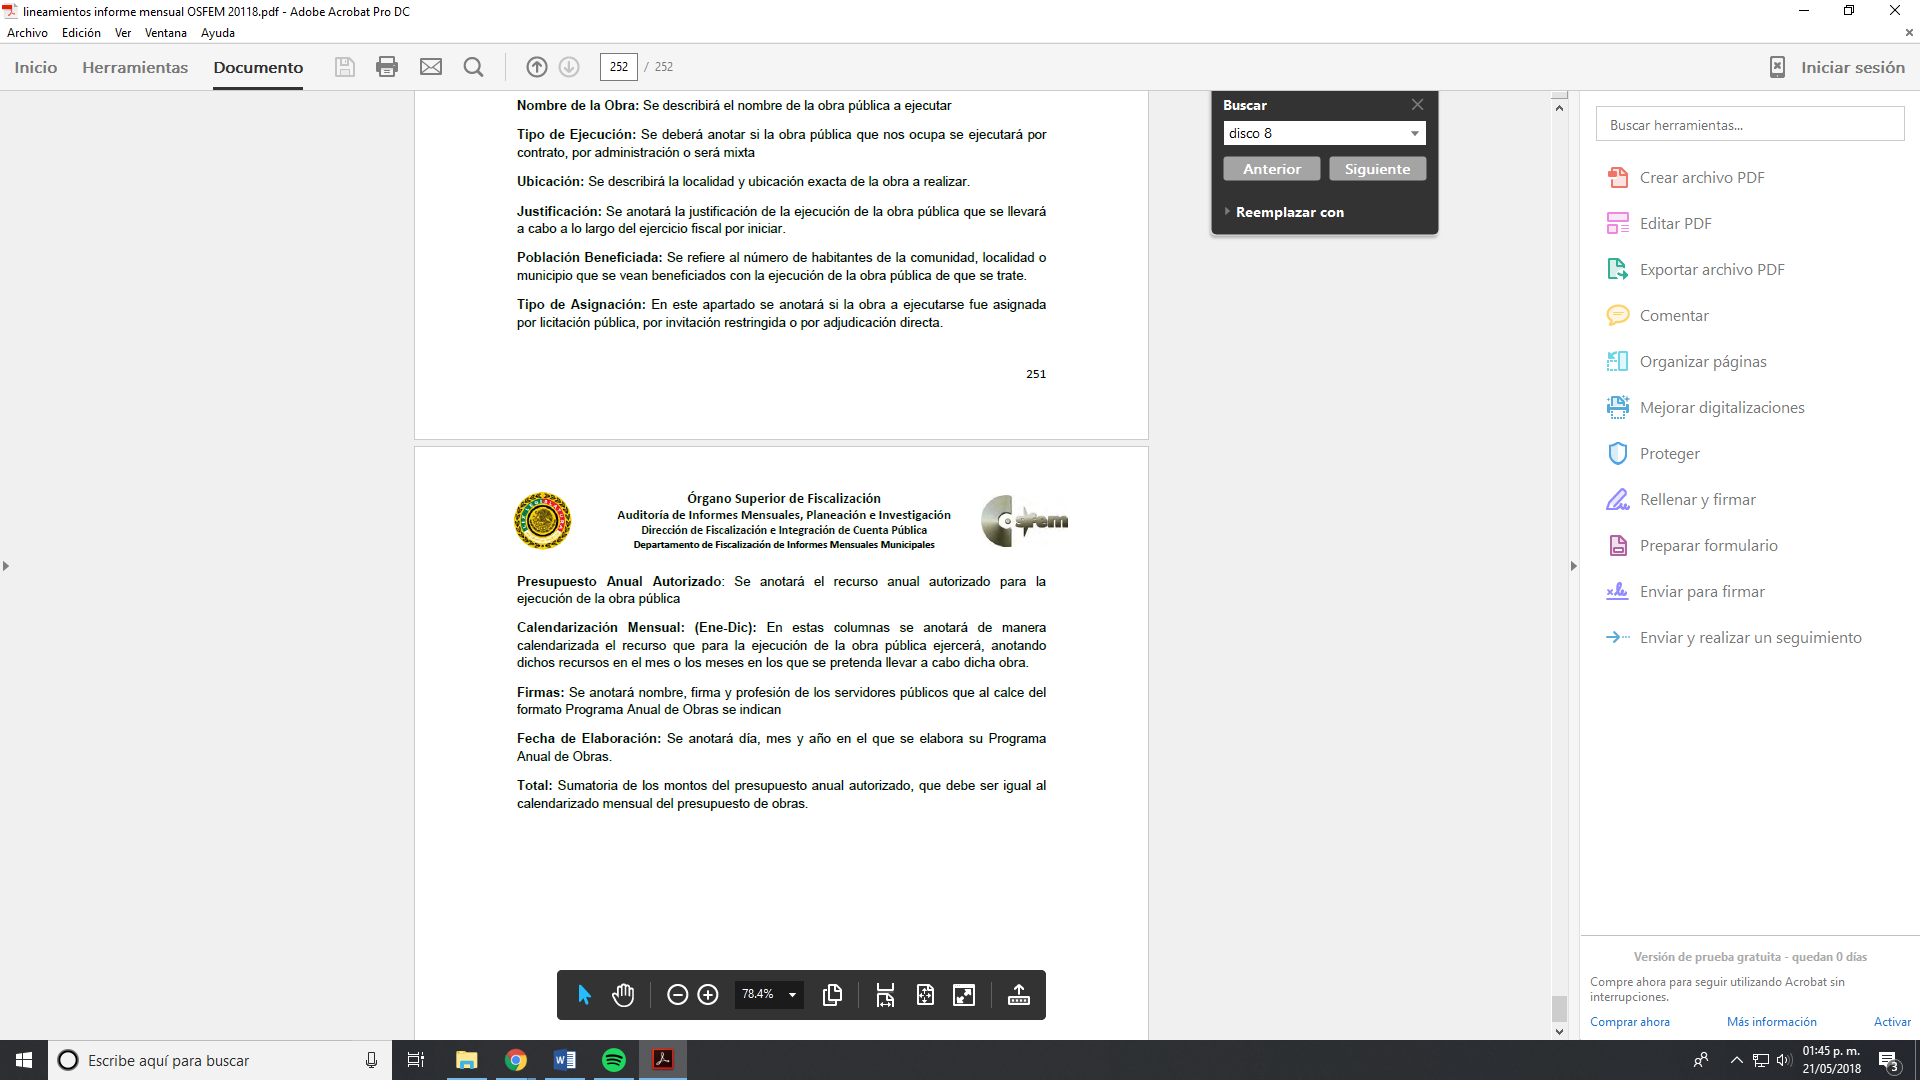 lineamientos informe mensual OSFEM 20118.pdf - Adobe Acrobat Pro DC
Archivo Edición Ver Ventana Ayuda
Inicio Herramientas Documento 252 / 252 Iniciar sesión
Nombre de la Obra: Se describirá el nombre de la obra pública a ejecutar
Tipo de Ejecución: Se deberá anotar si la obra pública que nos ocupa se ejecutará por
contrato, por administración o será mixta
Ubicación: Se describirá la localidad y ubicación exacta de la obra a realizar.
Justificación: Se anotará la justificación de la ejecución de la obra pública que se llevará
a cabo a lo largo del ejercicio fiscal por iniciar.
Población Beneficiada: Se refiere al número de habitantes de la comunidad, localidad o
municipio que se vean beneficiados con la ejecución de la obra pública de que se trate.
Tipo de Asignación: En este apartado se anotará si la obra a ejecutarse fue asignada
por licitación pública, por invitación restringida o por adjudicación directa.
251
Órgano Superior de Fiscalización
Auditoría de Informes Mensuales, Planeación e Investigación
Dirección de Fiscalización e Integración de Cuenta Pública
Departamento de Fiscalización de Informes Mensuales Municipales
osfem
Presupuesto Anual Autorizado: Se anotará el recurso anual autorizado para la
ejecución de la obra pública
Calendarización Mensual: (Ene-Dic): En estas columnas se anotará de manera
calendarizada el recurso que para la ejecución de la obra pública ejercerá, anotando
dichos recursos en el mes o los meses en los que se pretenda llevar a cabo dicha obra.
Firmas: Se anotará nombre, firma y profesión de los servidores públicos que al calce del
formato Programa Anual de Obras se indican
Fecha de Elaboración: Se anotará día, mes y año en el que se elabora su Programa
Anual de Obras.
Total: Sumatoria de los montos del presupuesto anual autorizado, que debe ser igual al
calendarizado mensual del presupuesto de obras.
78.4%
Buscar
disco 8
Anterior Siguiente
Reemplazar con
Buscar herramientas...
Crear archivo PDF
Editar PDF
Exportar archivo PDF
Comentar
Organizar páginas
Mejorar digitalizaciones
Proteger
Rellenar y firmar
Preparar formulario
Enviar para firmar
Enviar y realizar un seguimiento
Versión de prueba gratuita - quedan 0 días
Compre ahora para seguir utilizando Acrobat sin
interrupciones.
Comprar ahora Más información Activar
Escribe aquí para buscar
01:45 p. m.
21/05/2018
3